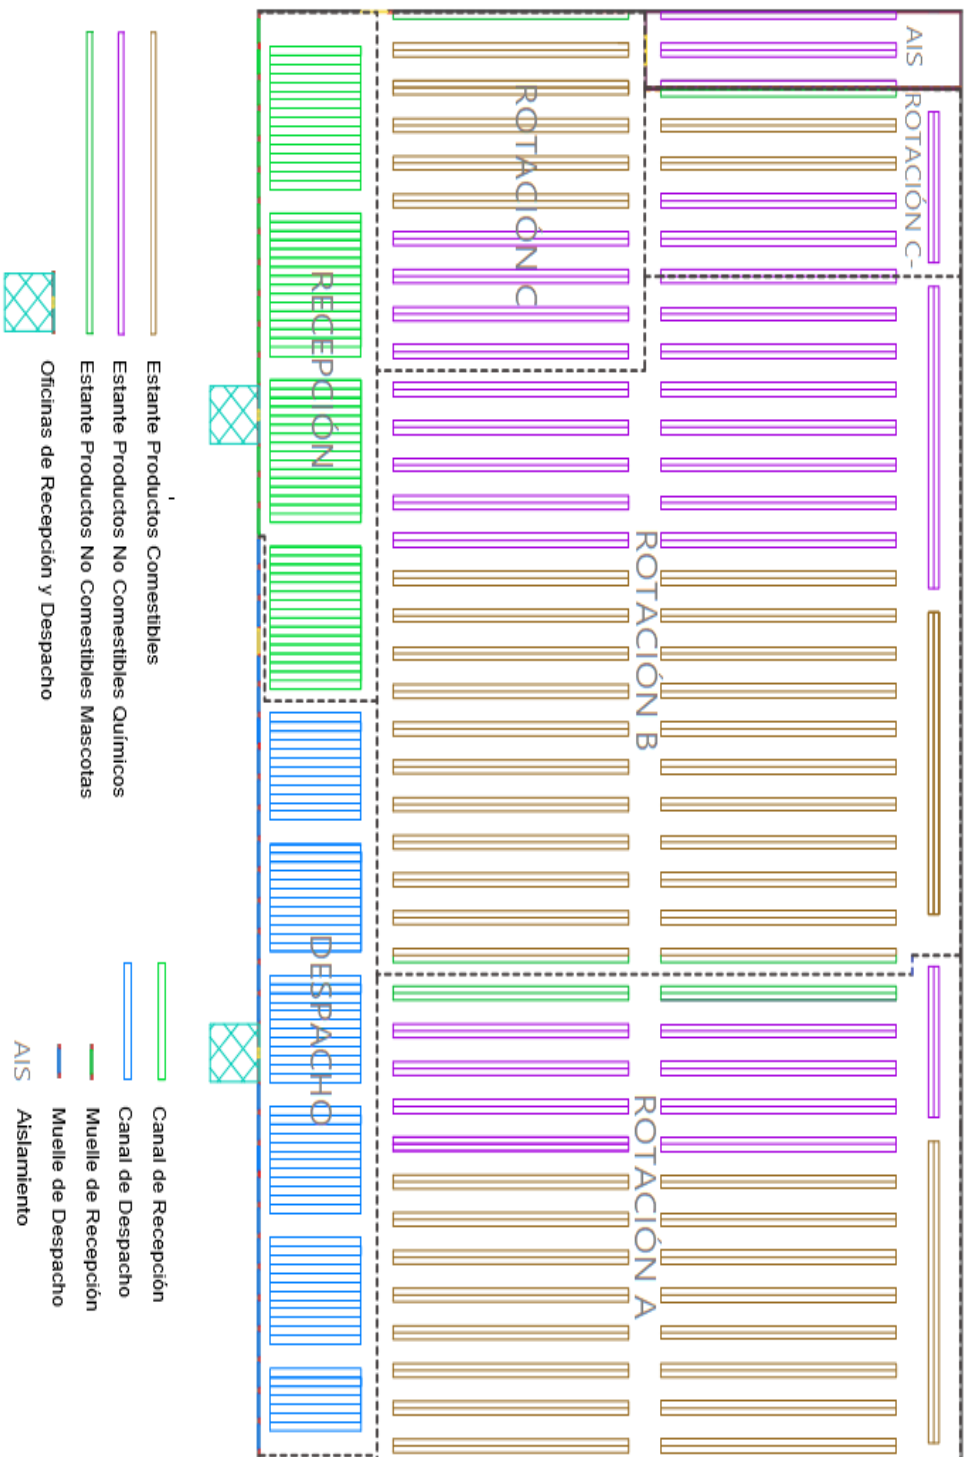 AIS
ROTACIÓN C-
ROTACIÓN C
ROTACIÓN B
ROTACIÓN A
RECEPCIÓN
DESPACHO
Estante Productos Comestibles
Estante Productos No Comestibles Químicos
Estante Productos No Comestibles Mascotas
Oficinas de Recepción y Despacho
Canal de Recepción
Canal de Despacho
Muelle de Recepción
Muelle de Despacho
AIS Aislamiento